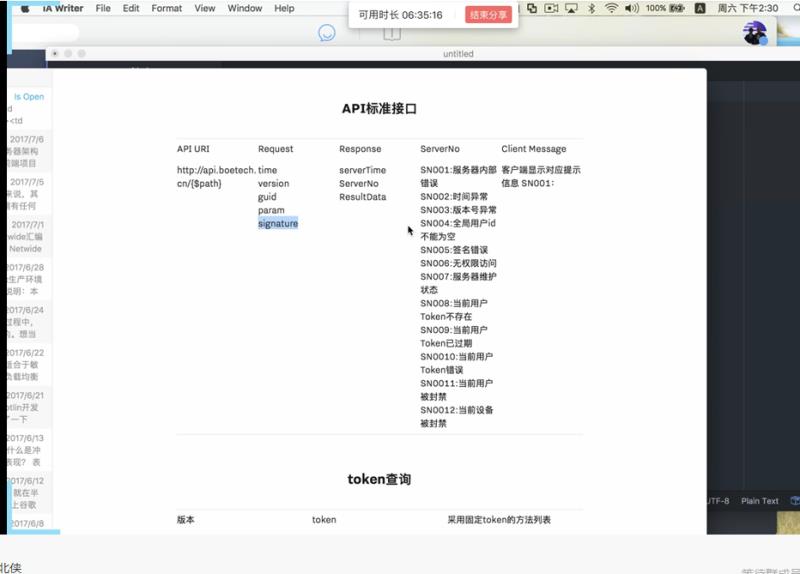 iA Writer File Edit Format View Window Help
可用时长 06:35:16 结束分享
100% 周六 下午2:30
untitled
Is Open
<td
2017/7/6
务器架构
前端项目
2017/7/5
来说，其
有任何
2017/7/1
wide汇编
Netwide
2017/6/28
生产环境
说明：本
2017/6/24
过程中，
想当
2017/6/22
适合于敏
负载均衡
2017/6/21
otlin开发
一下
2017/6/13
什么是冲
表现？ 表
2017/6/12
就在半
上谷歌
2017/6/8
API标准接口
API URI Request Response ServerNo Client Message
http://api.boetech. time serverTime SN001:服务器内部 客户端显示对应提示
cn/{$path} version ServerNo 错误 信息 SN001：
guid ResultData SN002:时间异常
param SN003:版本号异常
signature SN004:全局用户id
不能为空
SN005:签名错误
SN006:无权限访问
SN007:服务器维护
状态
SN008:当前用户
Token不存在
SN009:当前用户
Token已过期
SN0010:当前用户
Token错误
SN0011:当前用户
被封禁
SN0012:当前设备
被封禁
token查询
版本 token 采用固定token的方法列表
UTF-8 Plain Text
北侠